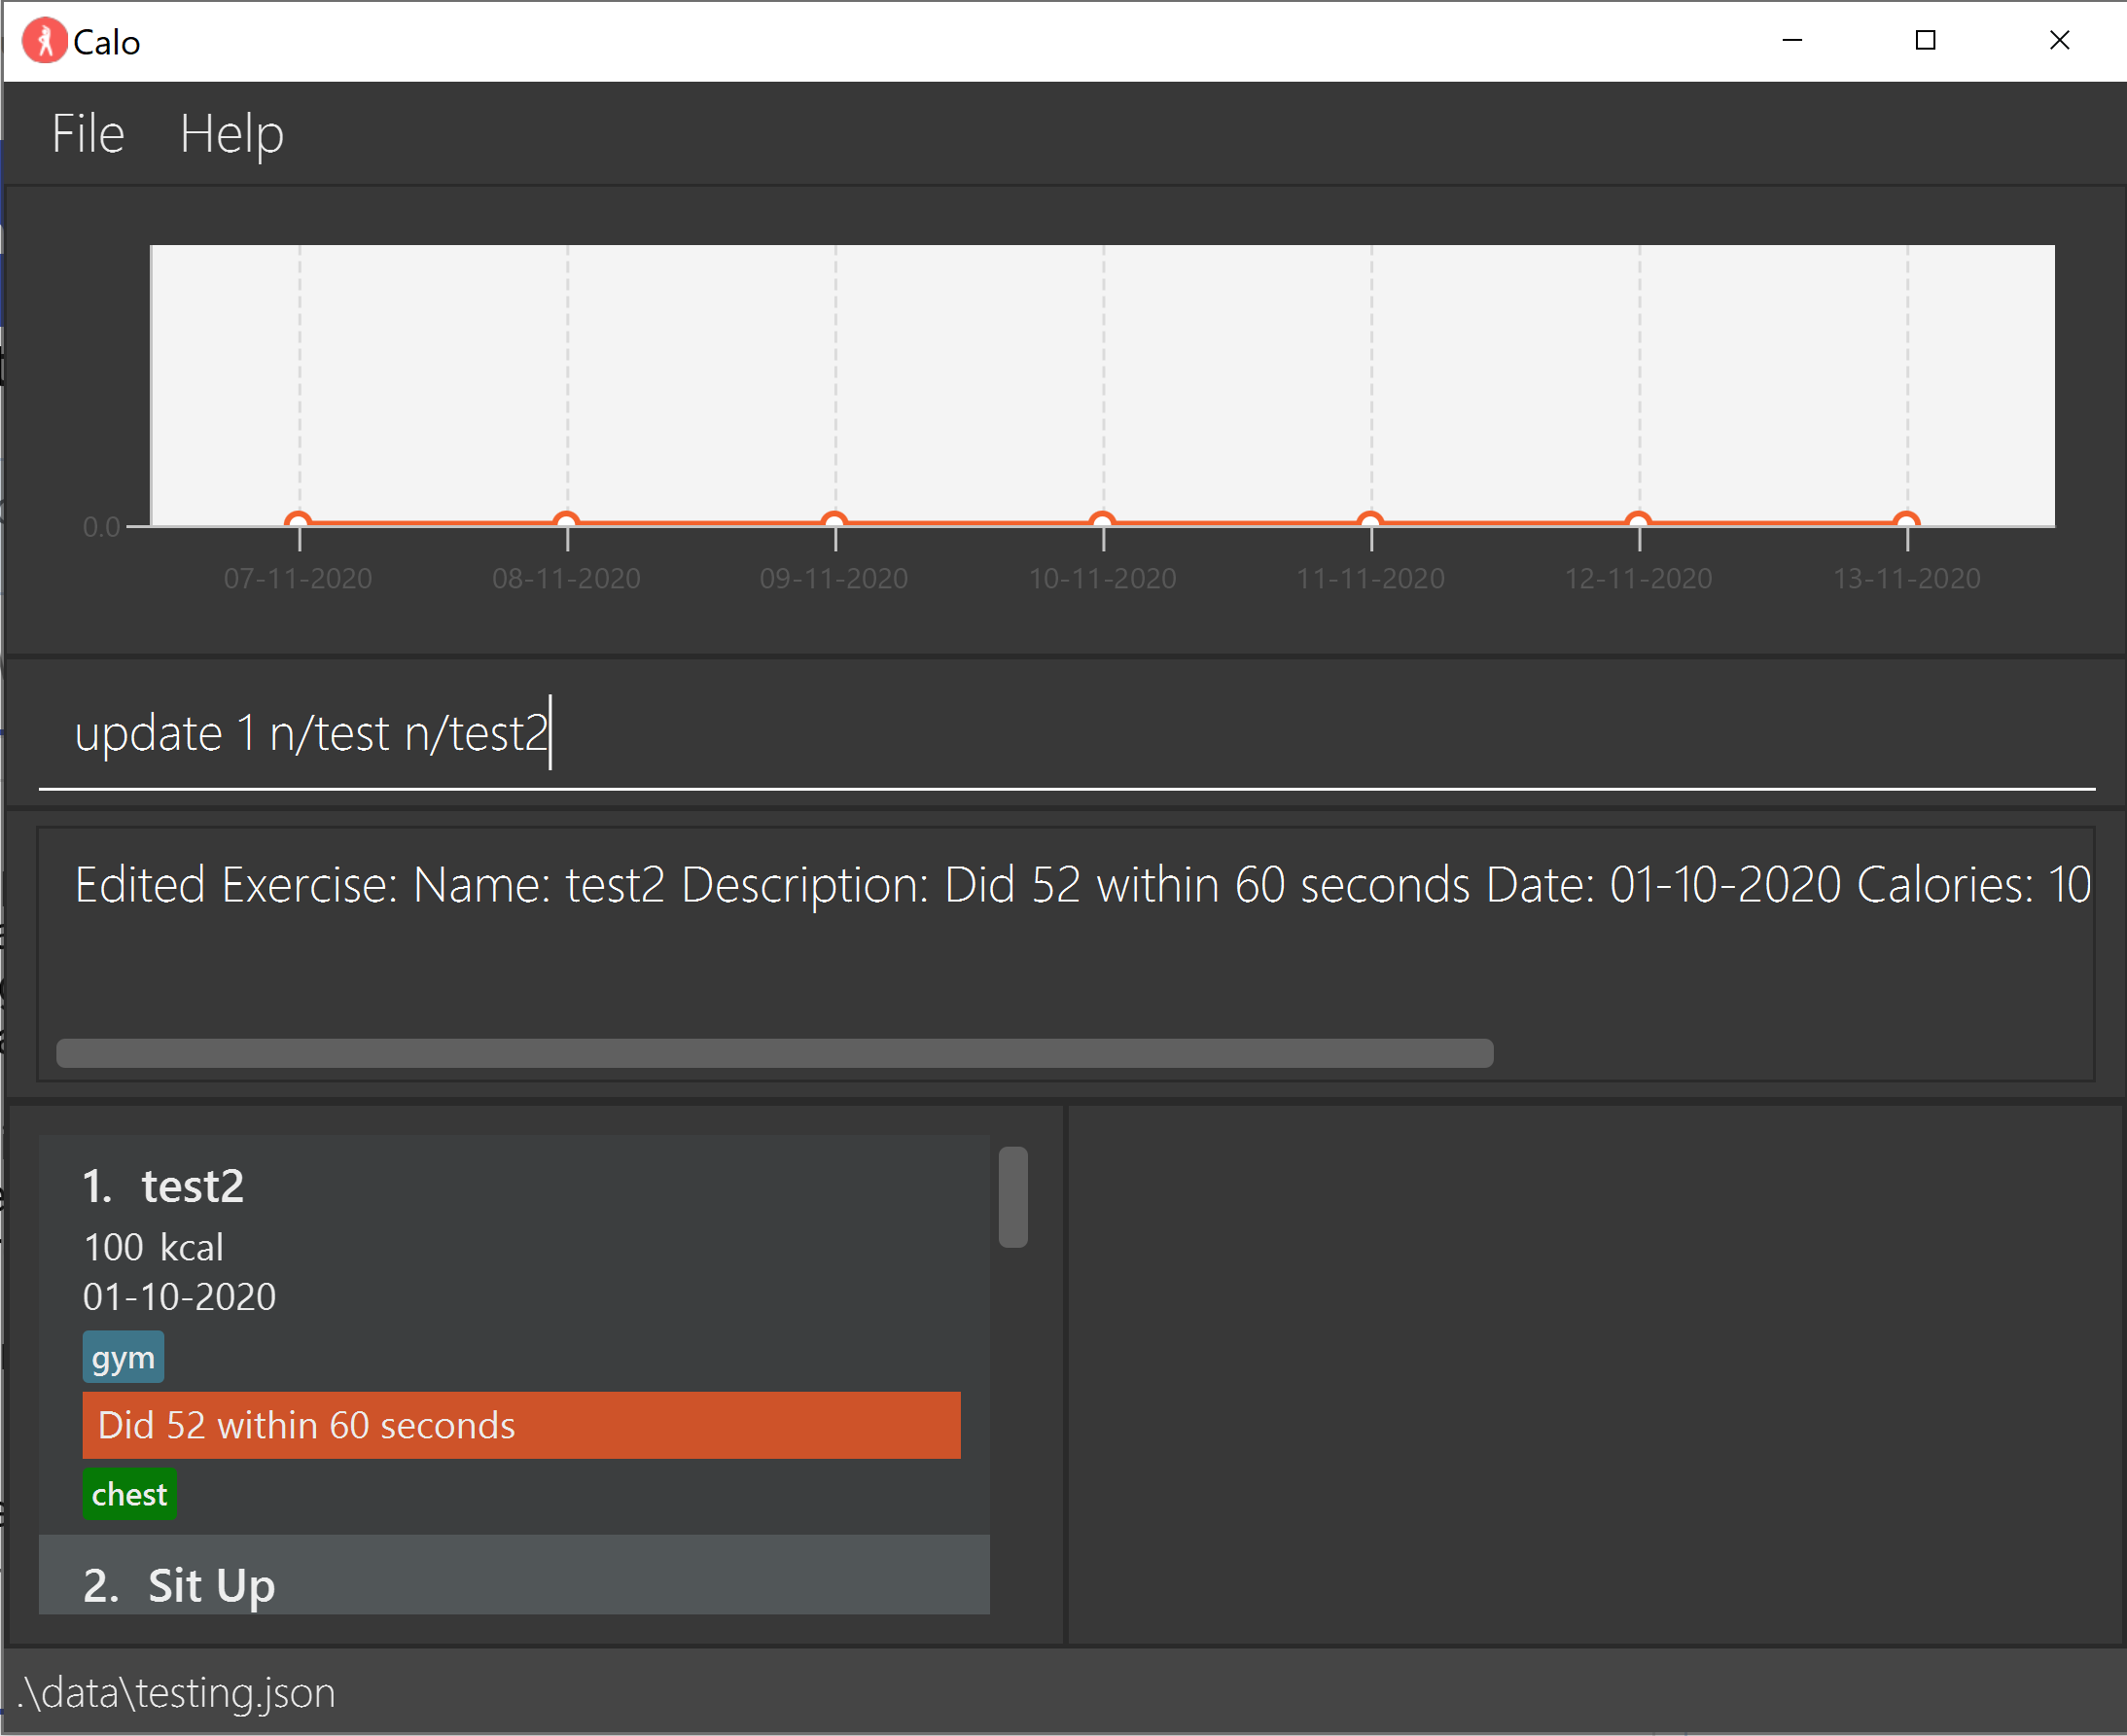 Calo
File Help
0.0
07-11-2020 08-11-2020 09-11-2020 10-11-2020 11-11-2020 12-11-2020 13-11-2020
update 1 n/test n/test2
Edited Exercise: Name: test2 Description: Did 52 within 60 seconds Date: 01-10-2020 Calories: 10
1. test2
100 kcal
01-10-2020
gym
Did 52 within 60 seconds
chest
2. Sit Up
.\data\testing.json